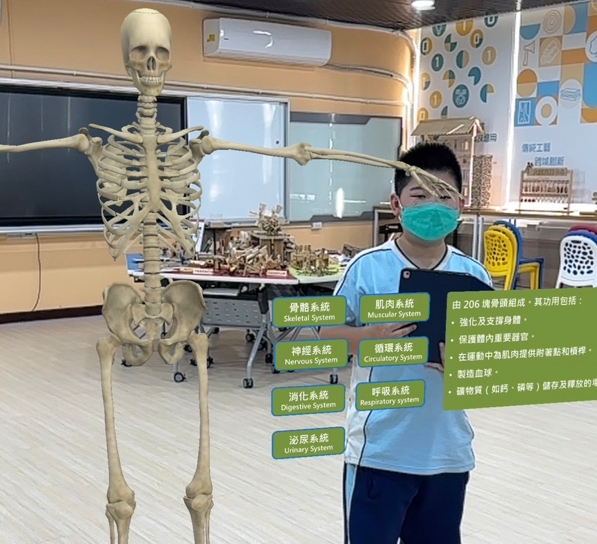 傳統工藝
跨域創新
骨骼系統
Skeletal System
肌肉系統
Muscular System
神經系統
Nervous System
循環系統
Circulatory System
消化系統
Digestive System
呼吸系統
Respiratory system
泌尿系統
Urinary System
由 206 塊骨頭組成。其功用包括：
• 強化及支撐身體。
• 保護體內重要器官。
• 在運動中為肌肉提供附著點和槓桿。
• 製造血球。
• 礦物質（如鈣、磷等）儲存及釋放的